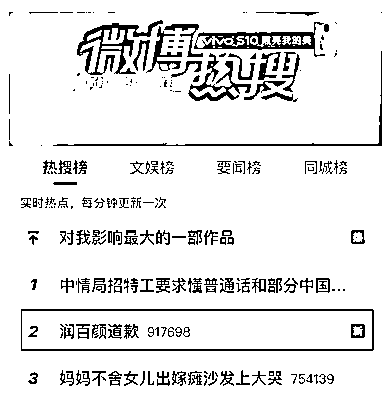 微博热搜
vivo S10 照亮我的美
热搜榜 文娱榜 要闻榜 同城榜
实时热点，每分钟更新一次
对我影响最大的一部作品
1 中情局招特工要求懂普通话和部分中国...
2 润百颜道歉 917698
3 妈妈不舍女儿出嫁瘫沙发上大哭 754139